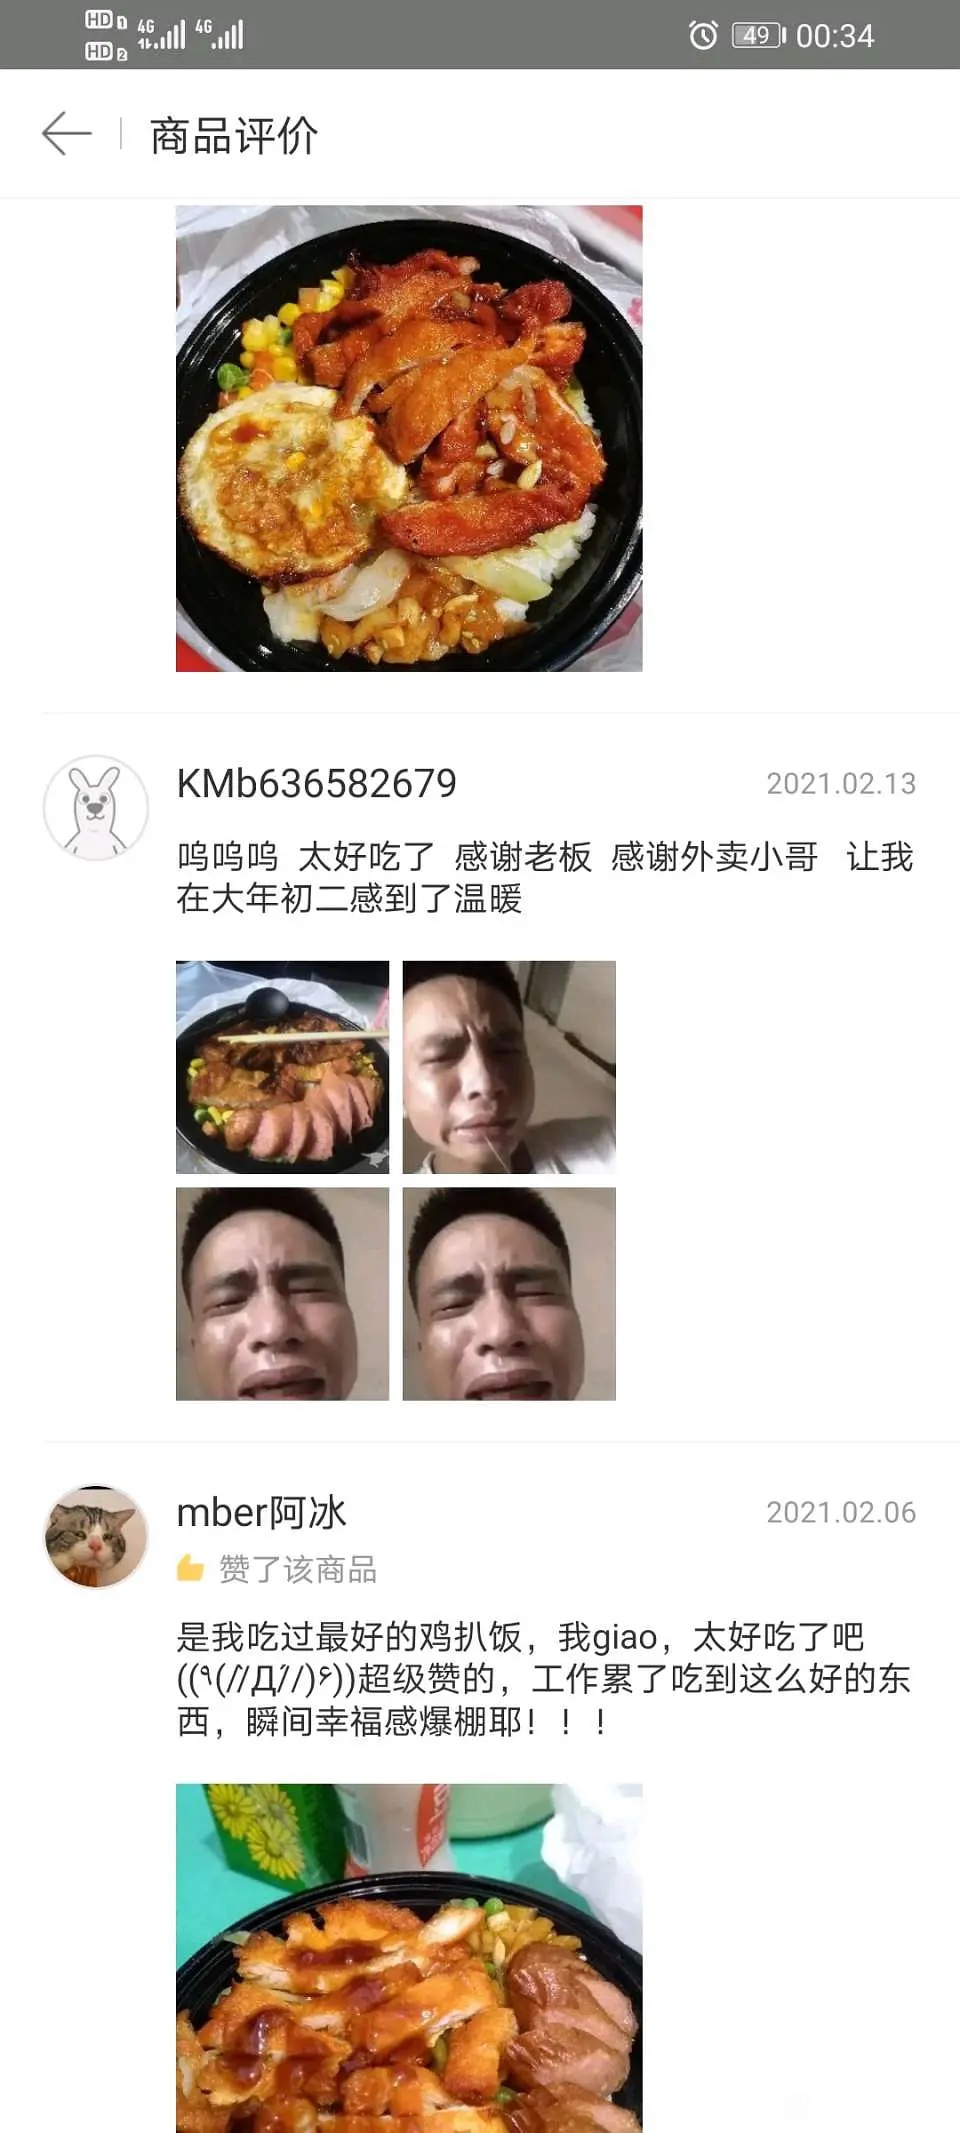 HD 1 4G 4G 49 00:34
HD 2
商品评价
KMb636582679 2021.02.13
呜呜呜 太好吃了 感谢老板 感谢外卖小哥 让我
在大年初二感到了温暖
mber阿冰 2021.02.06
赞了该商品
是我吃过最好的鸡扒饭，我giao，太好吃了吧
((٩(//̀Д/́/)۶))超级赞的，工作累了吃到这么好的东
西，瞬间幸福感爆棚耶！！！